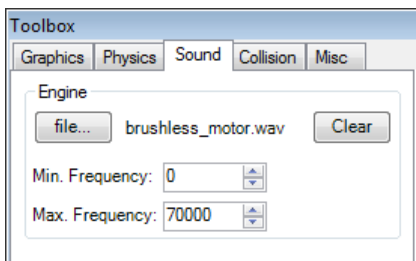 Toolbox
Graphics Physics Sound Collision Misc
Engine
file... brushless_motor.wav Clear
Min. Frequency: 0
Max. Frequency: 70000